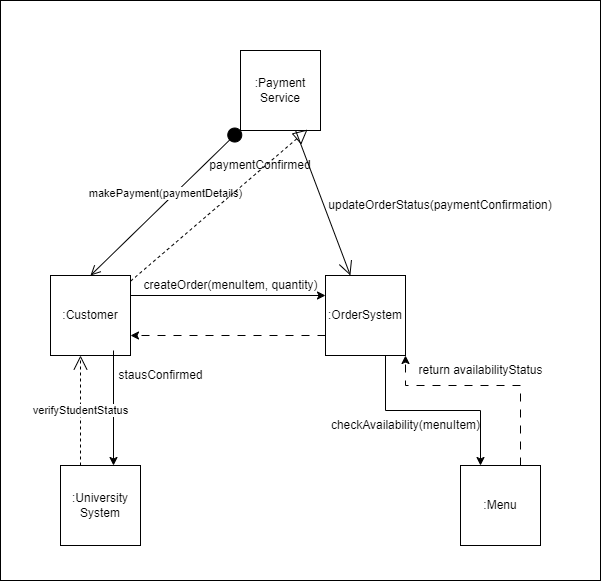 :Payment
Service
paymentConfirmed
makePayment(paymentDetails)
updateOrderStatus(paymentConfirmation)
createOrder(menuItem, quantity)
:Customer
:OrderSystem
return availabilityStatus
stausConfirmed
verifyStudentStatus
checkAvailability(menuItem)
:University
System
:Menu